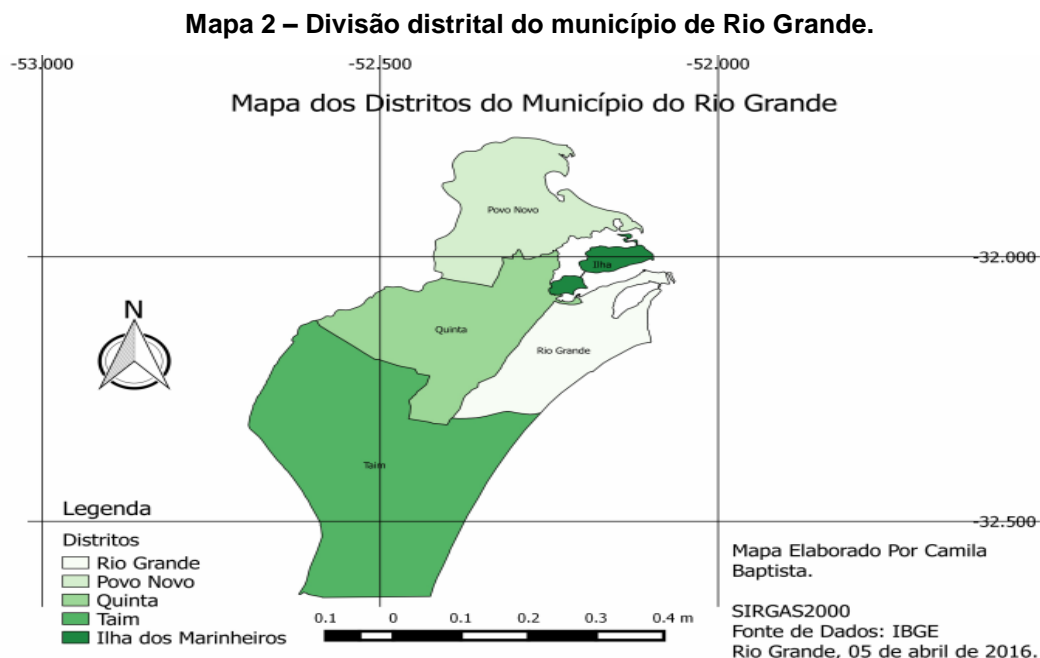 Mapa 2 – Divisão distrital do município de Rio Grande.
-53.000 -52.500 -52.000
Mapa dos Distritos do Município do Rio Grande
Povo Novo
-32.000
Ilha
N
Quinta
Rio Grande
Taim
-32.500
Legenda
Distritos
Rio Grande
Povo Novo
Quinta
Taim
Ilha dos Marinheiros
0.1 0 0.1 0.2 0.3 0.4 m
Mapa Elaborado Por Camila
Baptista.
SIRGAS2000
Fonte de Dados: IBGE
Rio Grande, 05 de abril de 2016.